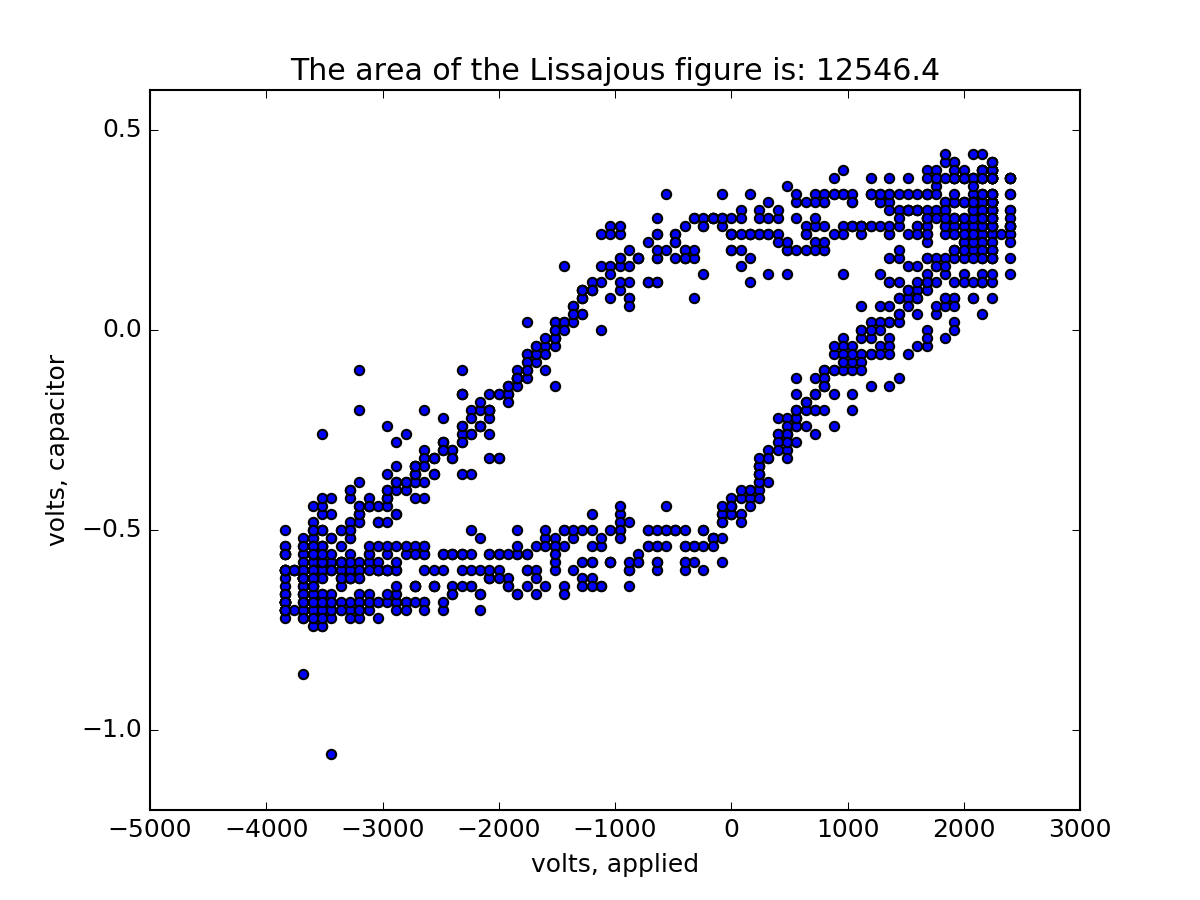 The area of the Lissajous figure is: 12546.4
0.5
0.0
−0.5
−1.0
volts, capacitor
−5000 −4000 −3000 −2000 −1000 0 1000 2000 3000
volts, applied